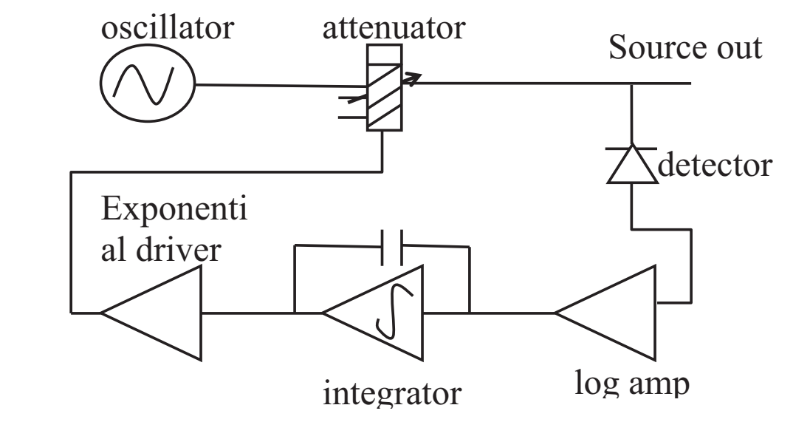 oscillator
attenuator
Source out
detector
Exponenti
al driver
integrator
log amp